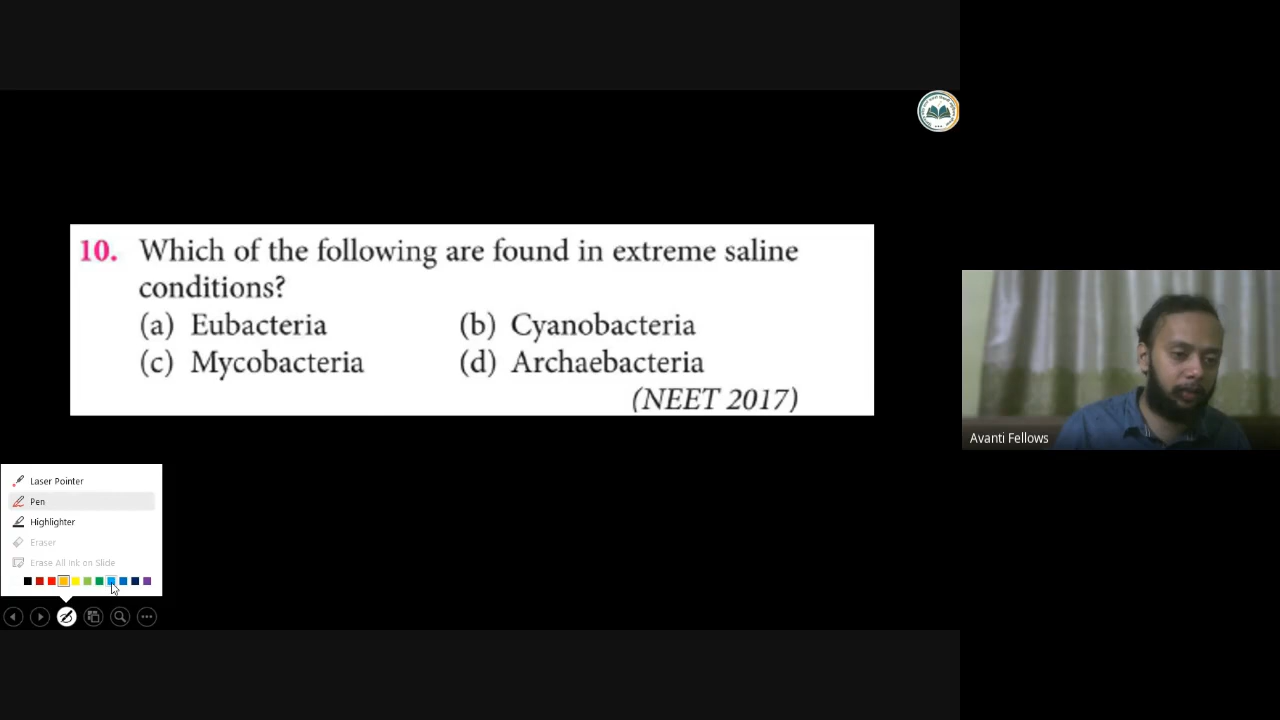 10. Which of the following are found in extreme saline
conditions?
(a) Eubacteria (b) Cyanobacteria
(c) Mycobacteria (d) Archaebacteria
(NEET 2017)
Avanti Fellows
Laser Pointer
Pen
Highlighter
Eraser
Erase All Ink on Slide